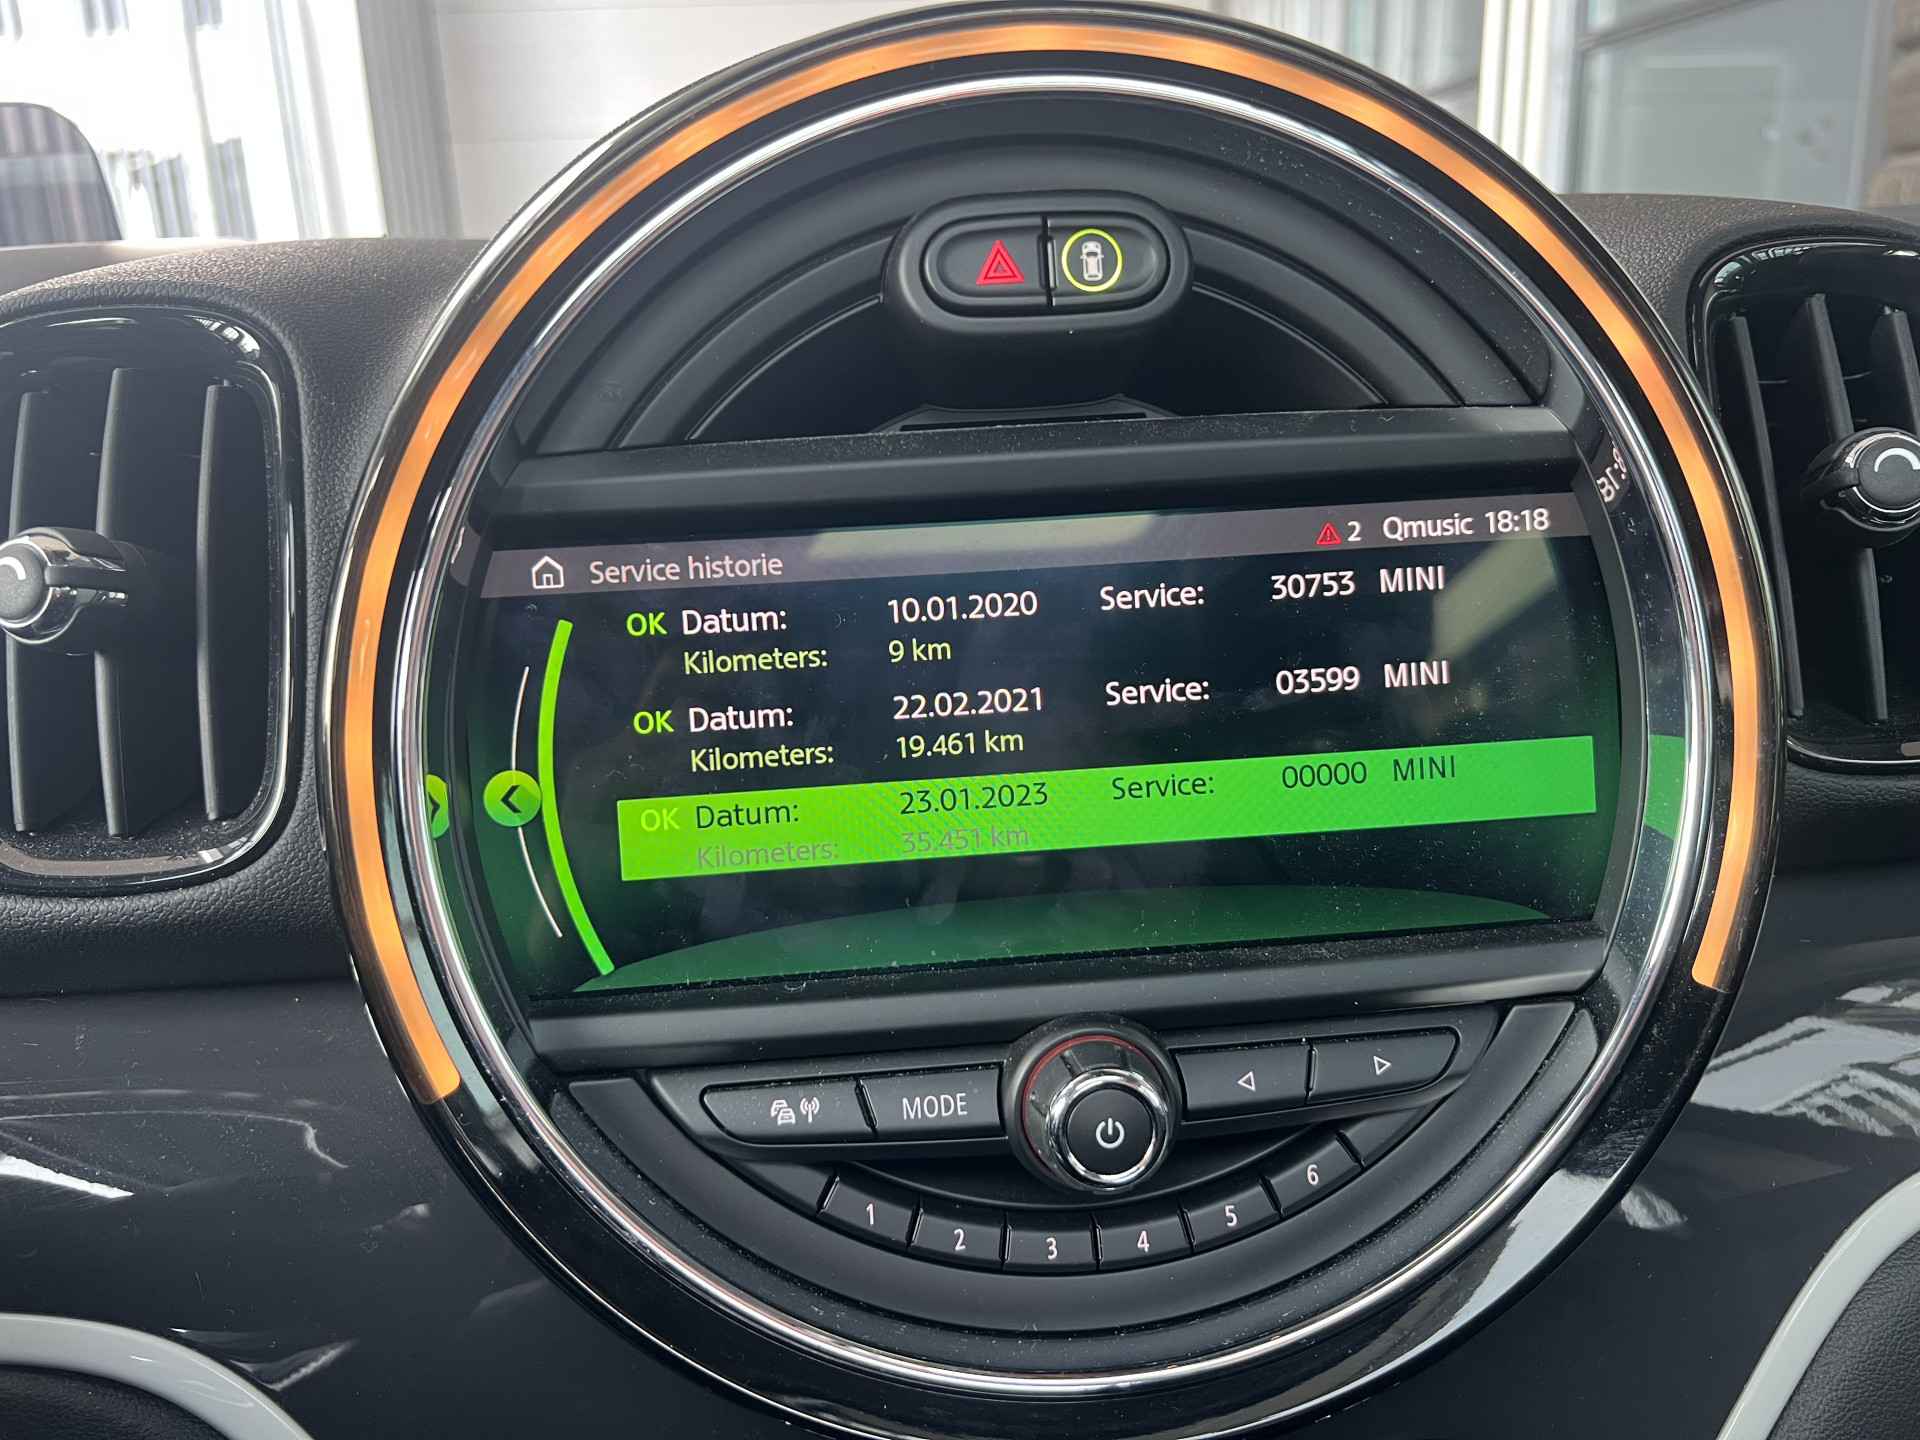 2 Qmusic 18:18
Service historie
OK Datum: 10.01.2020 Service: 30753 MINI
Kilometers: 9 km
OK Datum: 22.02.2021 Service: 03599 MINI
Kilometers: 19.461 km
OK Datum: 23.01.2023 Service: 00000 MINI
Kilometers: 35.451 km
MODE
1 2 3 4 5 6